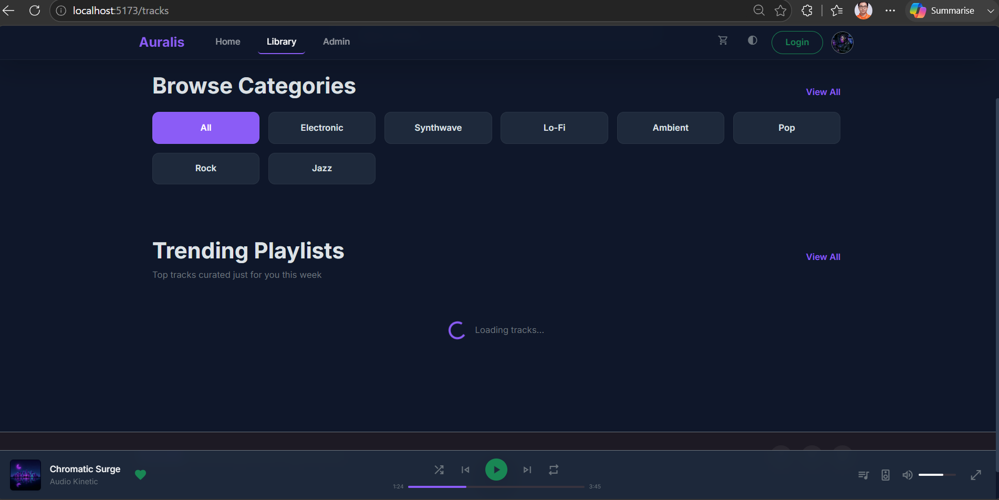 localhost:5173/tracks
Summarise
Auralis
Home
Library
Admin
Login
Browse Categories
View All
All
Electronic
Synthwave
Lo-Fi
Ambient
Pop
Rock
Jazz
Trending Playlists
View All
Top tracks curated just for you this week
Loading tracks...
Chromatic Surge
Audio Kinetic
1:24
3:45